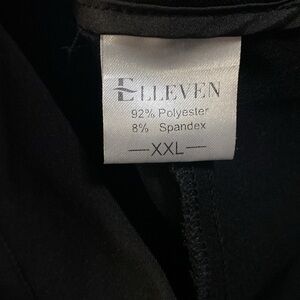 ELLEVEN
92% Polyester
8% Spandex
XXL